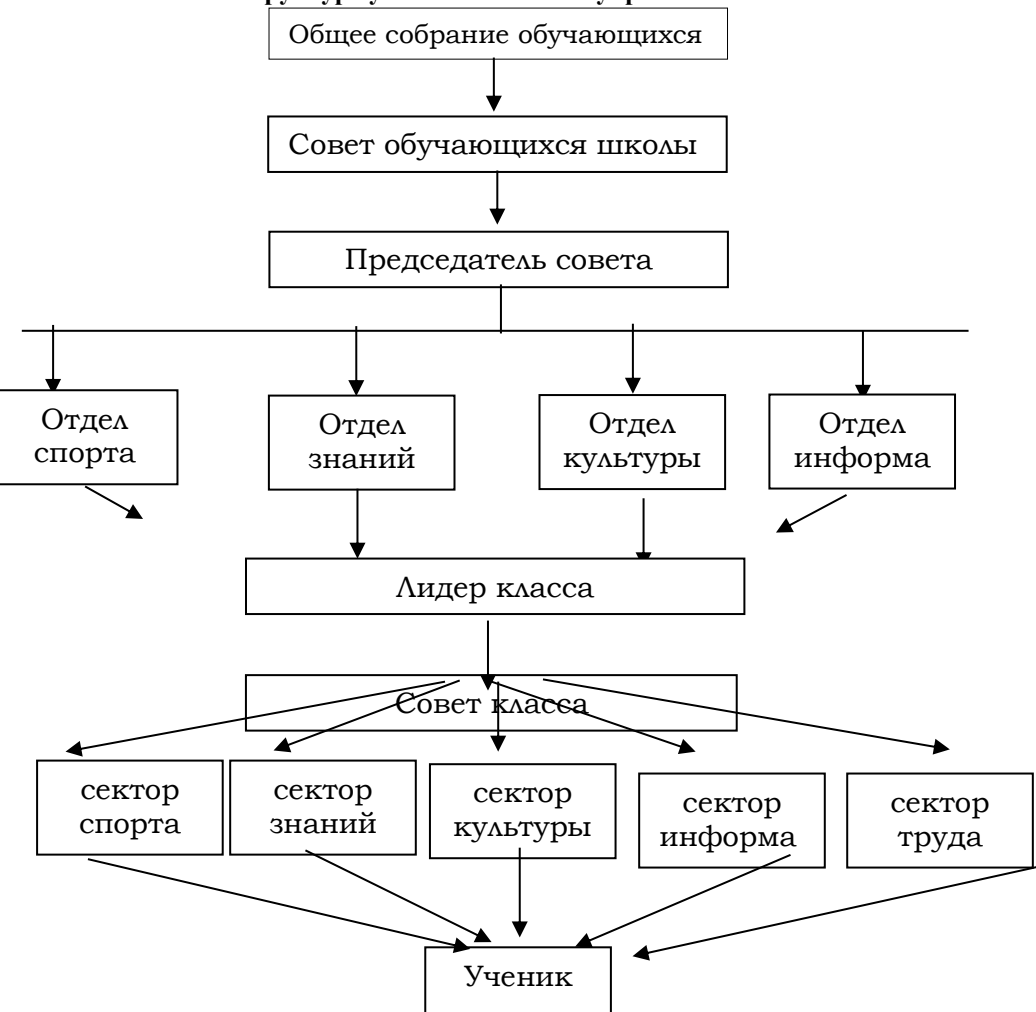 Общее собрание обучающихся
Совет обучающихся школы
Председатель совета
Отдел
спорта
Отдел
знаний
Отдел
культуры
Отдел
информа
Лидер класса
Совет класса
сектор
спорта
сектор
знаний
сектор
культуры
сектор
информа
сектор
труда
Ученик